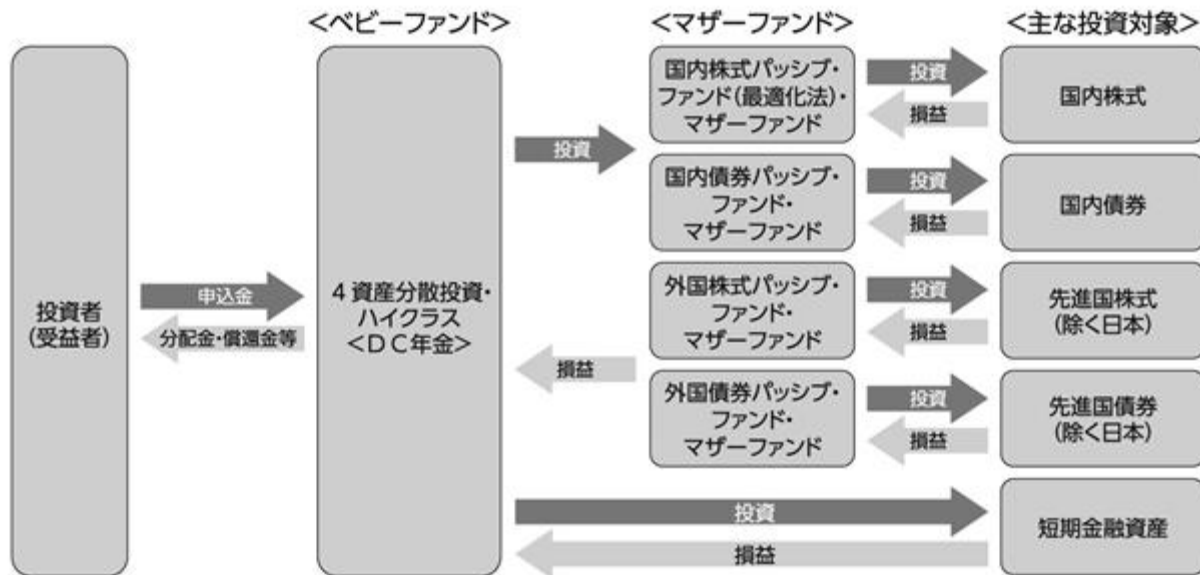 <ベビーファンド>
<マザーファンド>
<主な投資対象>
投資者
(受益者)
申込金
分配金・償還金等
4資産分散投資・
ハイクラス
<DC年金>
投資
損益
国内株式パッシブ・
ファンド(最適化法)・
マザーファンド
投資
損益
国内株式
国内債券パッシブ・
ファンド・
マザーファンド
投資
損益
国内債券
外国株式パッシブ・
ファンド・
マザーファンド
投資
損益
先進国株式
(除く日本)
外国債券パッシブ・
ファンド・
マザーファンド
投資
損益
先進国債券
(除く日本)
投資
損益
短期金融資産